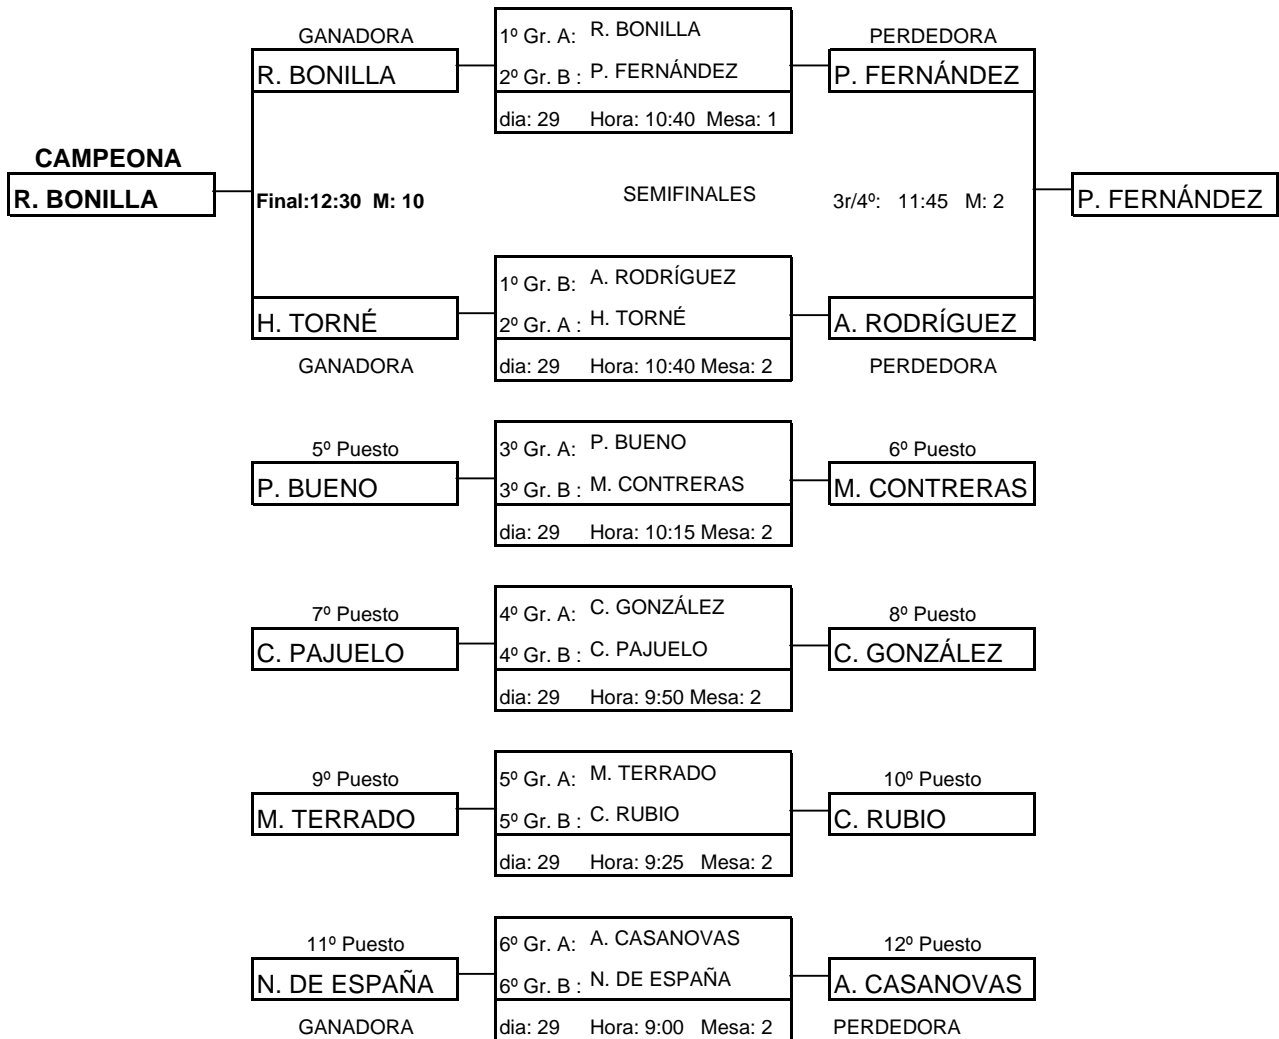 GANADORA 1º Gr. A: R. BONILLA PERDEDORA
R. BONILLA 2º Gr. B : P. FERNÁNDEZ P. FERNÁNDEZ
dia: 29 Hora: 10:40 Mesa: 1
CAMPEONA
R. BONILLA Final:12:30 M: 10 SEMIFINALES 3r/4º: 11:45 M: 2 P. FERNÁNDEZ
1º Gr. B: A. RODRÍGUEZ
H. TORNÉ 2º Gr. A : H. TORNÉ A. RODRÍGUEZ
GANADORA dia: 29 Hora: 10:40 Mesa: 2 PERDEDORA
5º Puesto 3º Gr. A: P. BUENO 6º Puesto
P. BUENO 3º Gr. B : M. CONTRERAS M. CONTRERAS
dia: 29 Hora: 10:15 Mesa: 2
7º Puesto 4º Gr. A: C. GONZÁLEZ 8º Puesto
C. PAJUELO 4º Gr. B : C. PAJUELO C. GONZÁLEZ
dia: 29 Hora: 9:50 Mesa: 2
9º Puesto 5º Gr. A: M. TERRADO 10º Puesto
M. TERRADO 5º Gr. B : C. RUBIO C. RUBIO
dia: 29 Hora: 9:25 Mesa: 2
11º Puesto 6º Gr. A: A. CASANOVAS 12º Puesto
N. DE ESPAÑA 6º Gr. B : N. DE ESPAÑA A. CASANOVAS
GANADORA dia: 29 Hora: 9:00 Mesa: 2 PERDEDORA